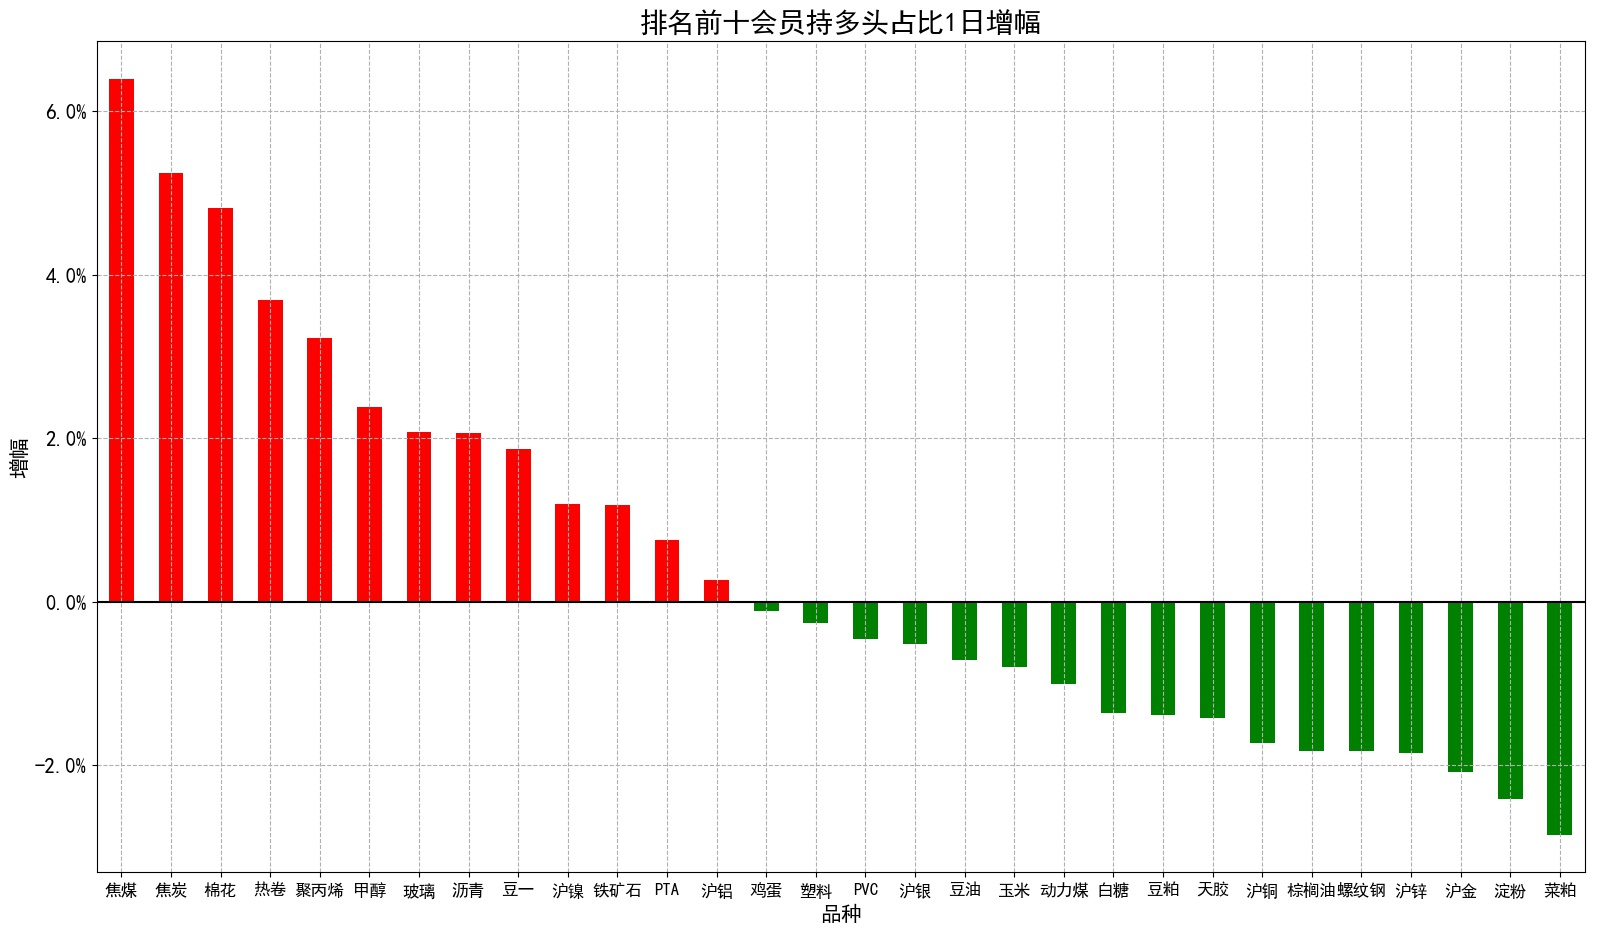 排名前十会员持多头占比1日增幅
6.0%
4.0%
2.0%
0.0%
−2.0%
增幅
焦煤 焦炭 棉花 热卷 聚丙烯 甲醇 玻璃 沥青 豆一 沪镍 铁矿石 PTA 沪铝 鸡蛋 塑料 PVC 沪银 豆油 玉米 动力煤 白糖 豆粕 天胶 沪铜 棕榈油 螺纹钢 沪锌 沪金 淀粉 菜粕
品种